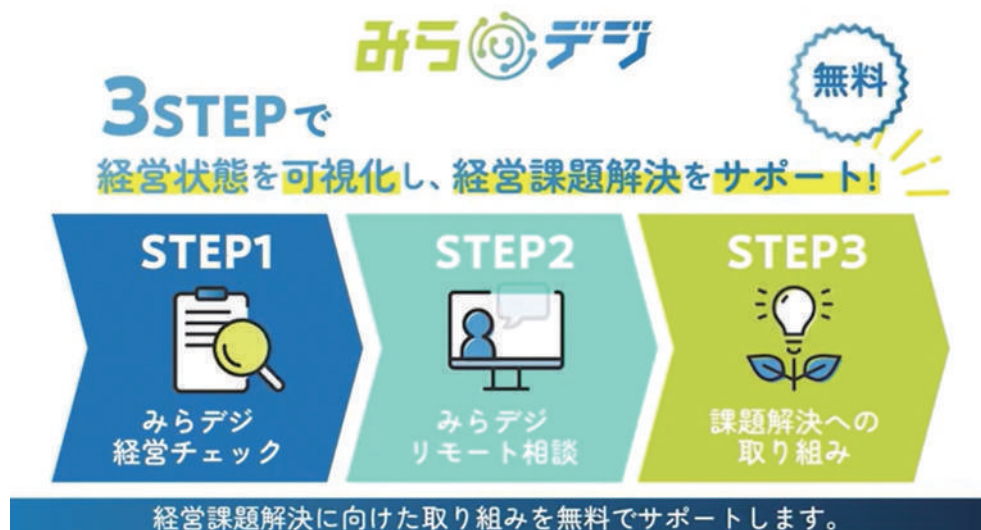 みらデジ
無料
3STEPで
経営状態を可視化し、経営課題解決をサポート!
STEP1
みらデジ
経営チェック
STEP2
みらデジ
リモート相談
STEP3
課題解決への
取り組み
経営課題解決に向けた取り組みを無料でサポートします。